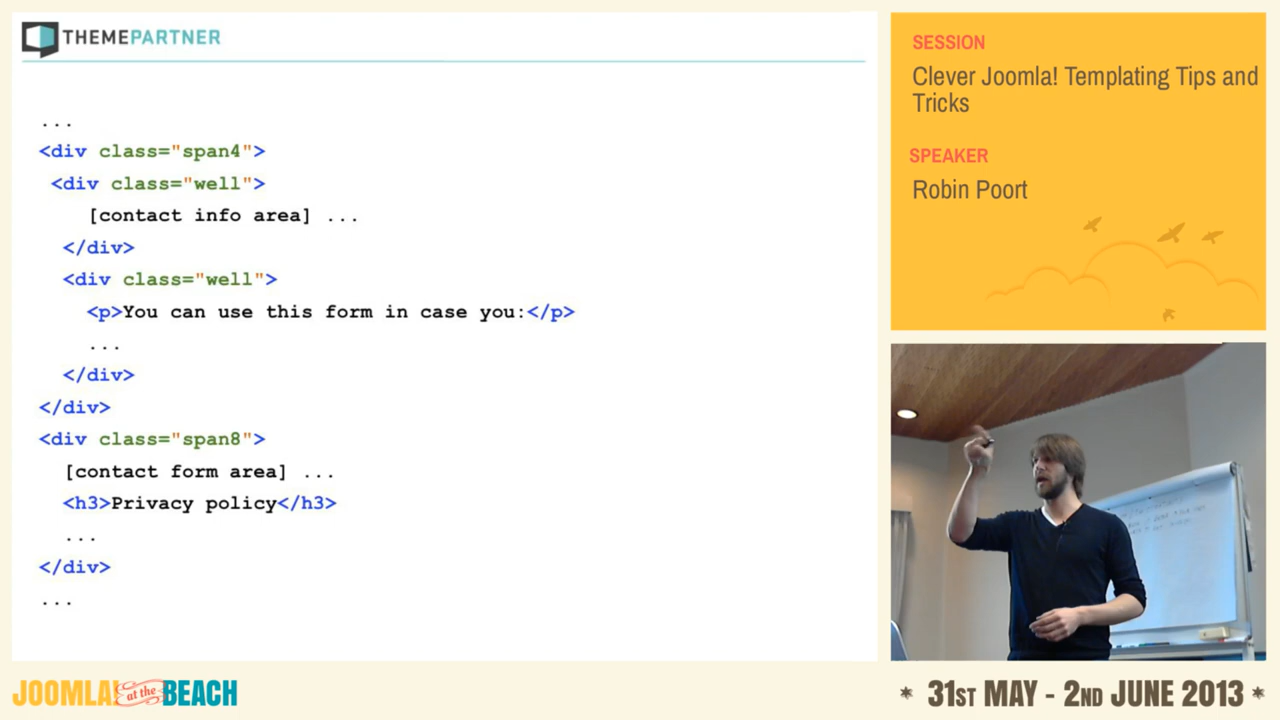 THEMEPARTNER
...
<div class="span4">
<div class="well">
[contact info area] ...
</div>
<div class="well">
<p>You can use this form in case you:</p>
...
</div>
</div>
<div class="span8">
[contact form area] ...
<h3>Privacy policy</h3>
...
</div>
...
SESSION
Clever Joomla! Templating Tips and
Tricks
SPEAKER
Robin Poort
JOOMLA! at the BEACH
* 31ST MAY - 2ND JUNE 2013 *